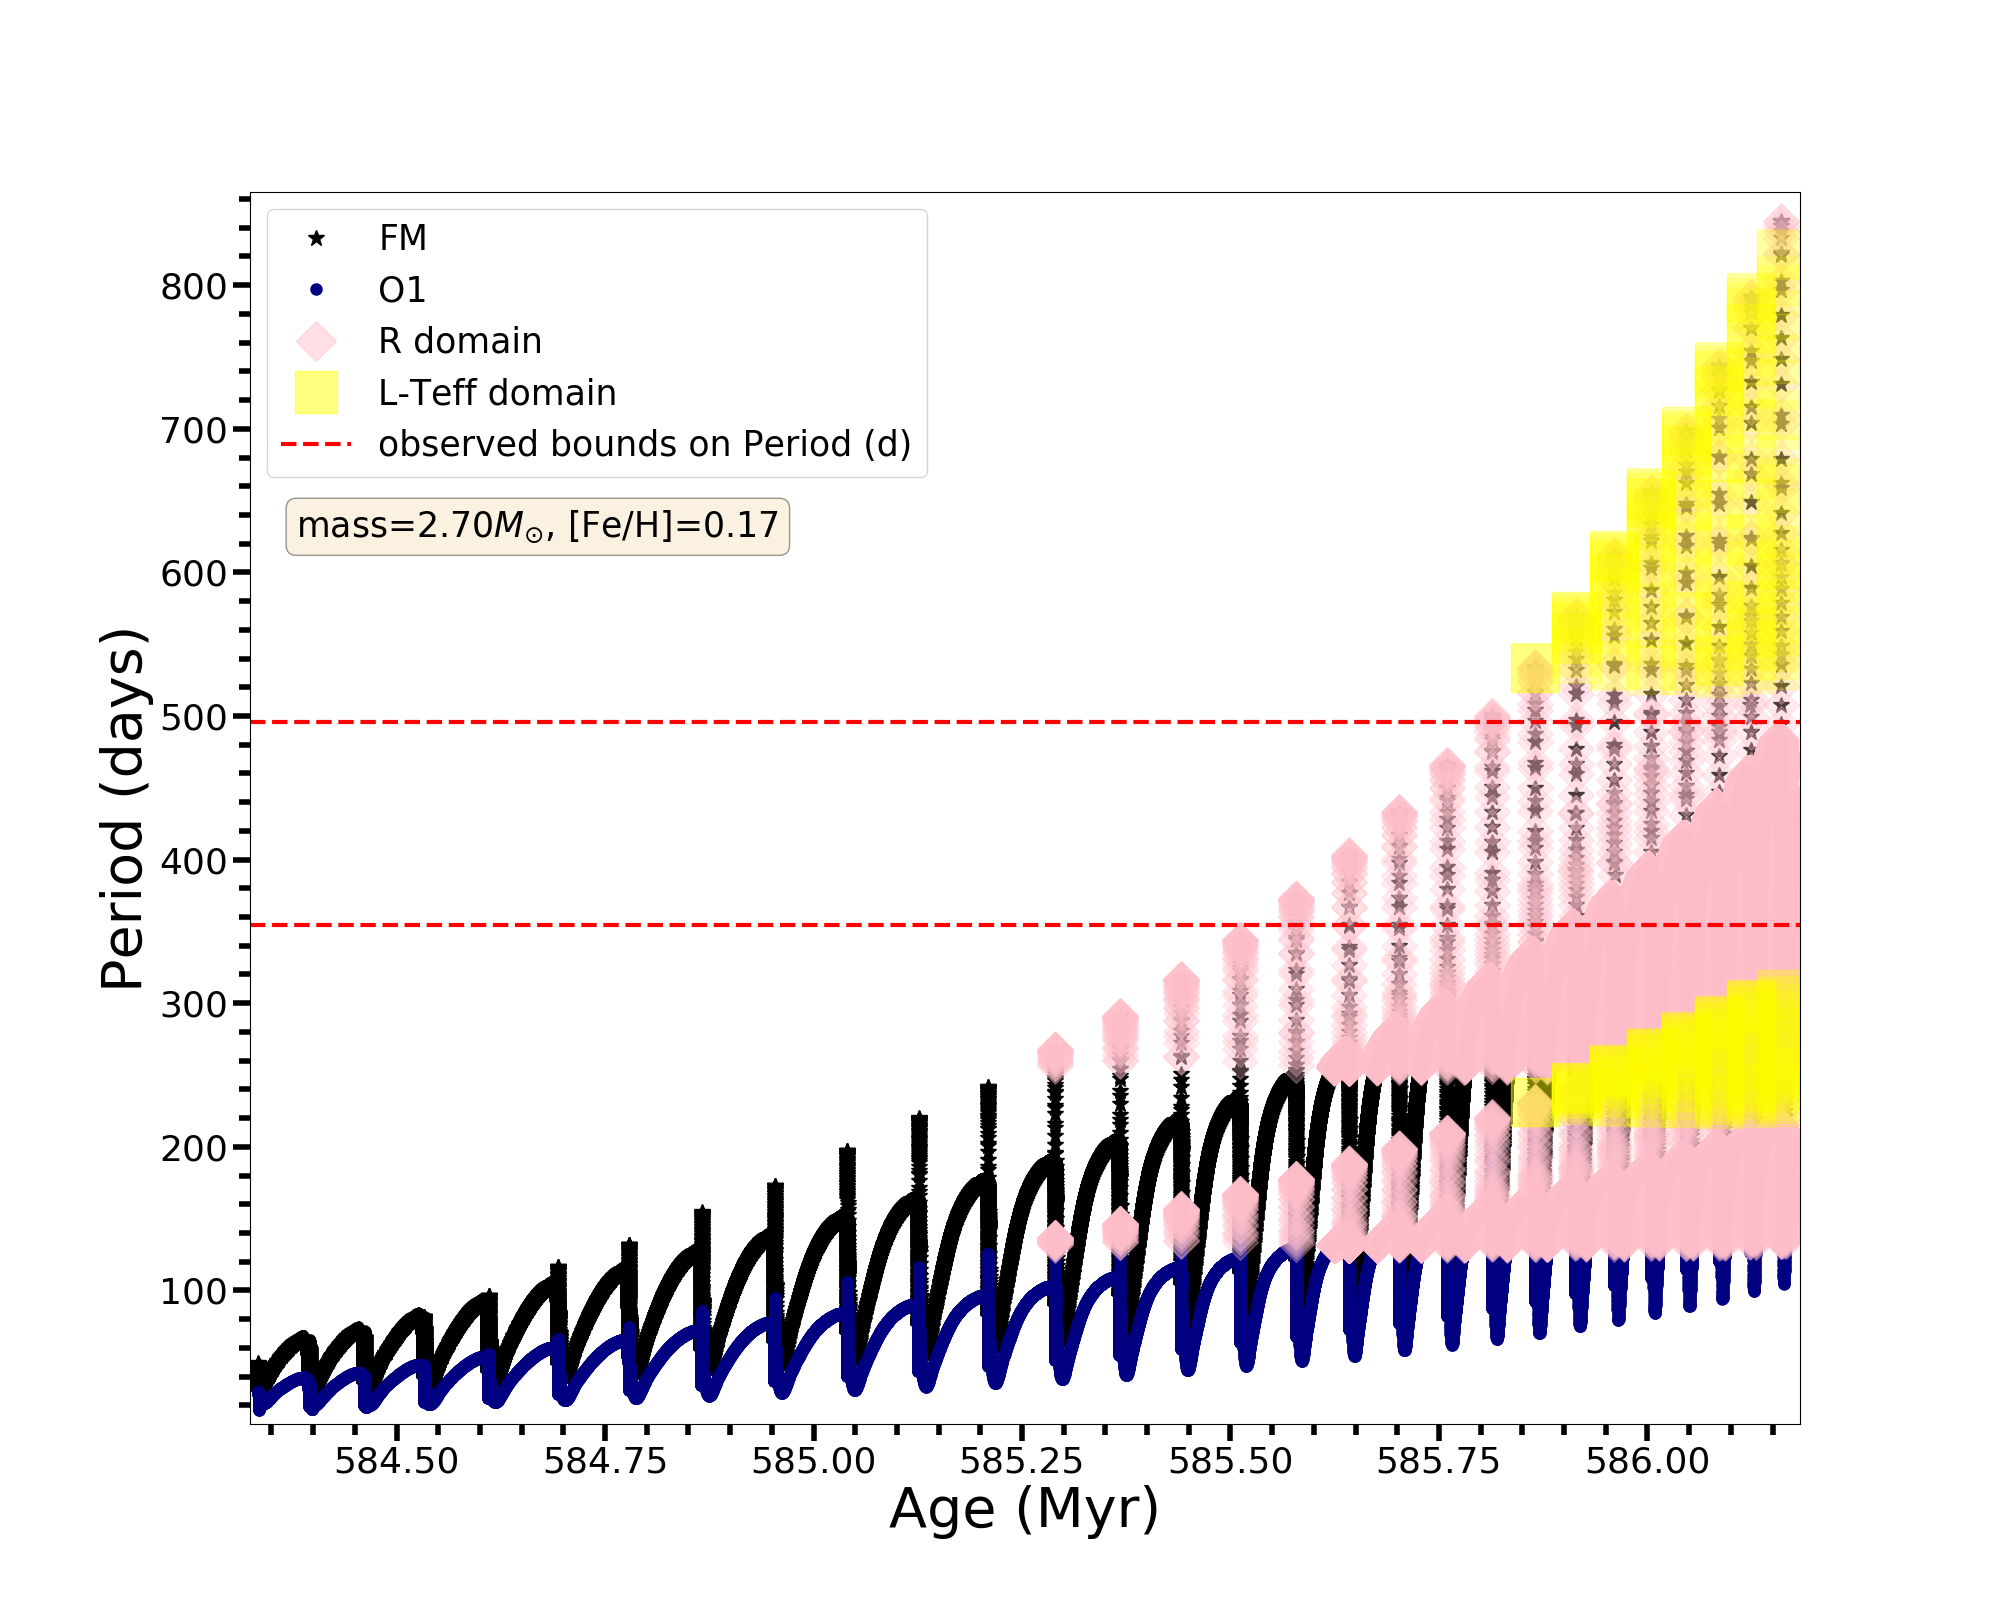 FM
O1
R domain
L-Teff domain
observed bounds on Period (d)
mass=2.70M⊙, [Fe/H]=0.17
800
700
600
500
400
300
200
100
Period (days)
584.50 584.75 585.00 585.25 585.50 585.75 586.00
Age (Myr)